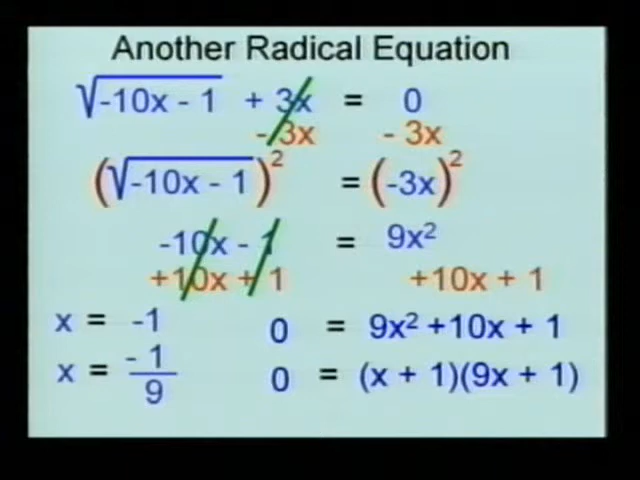 Another Radical Equation
√-10x - 1 + 3x = 0
- 3x - 3x
(√-10x - 1)² = (-3x)²
-10x - 1 = 9x²
+10x + 1 +10x + 1
x = -1 0 = 9x² +10x + 1
x = - 1/9 0 = (x + 1)(9x + 1)